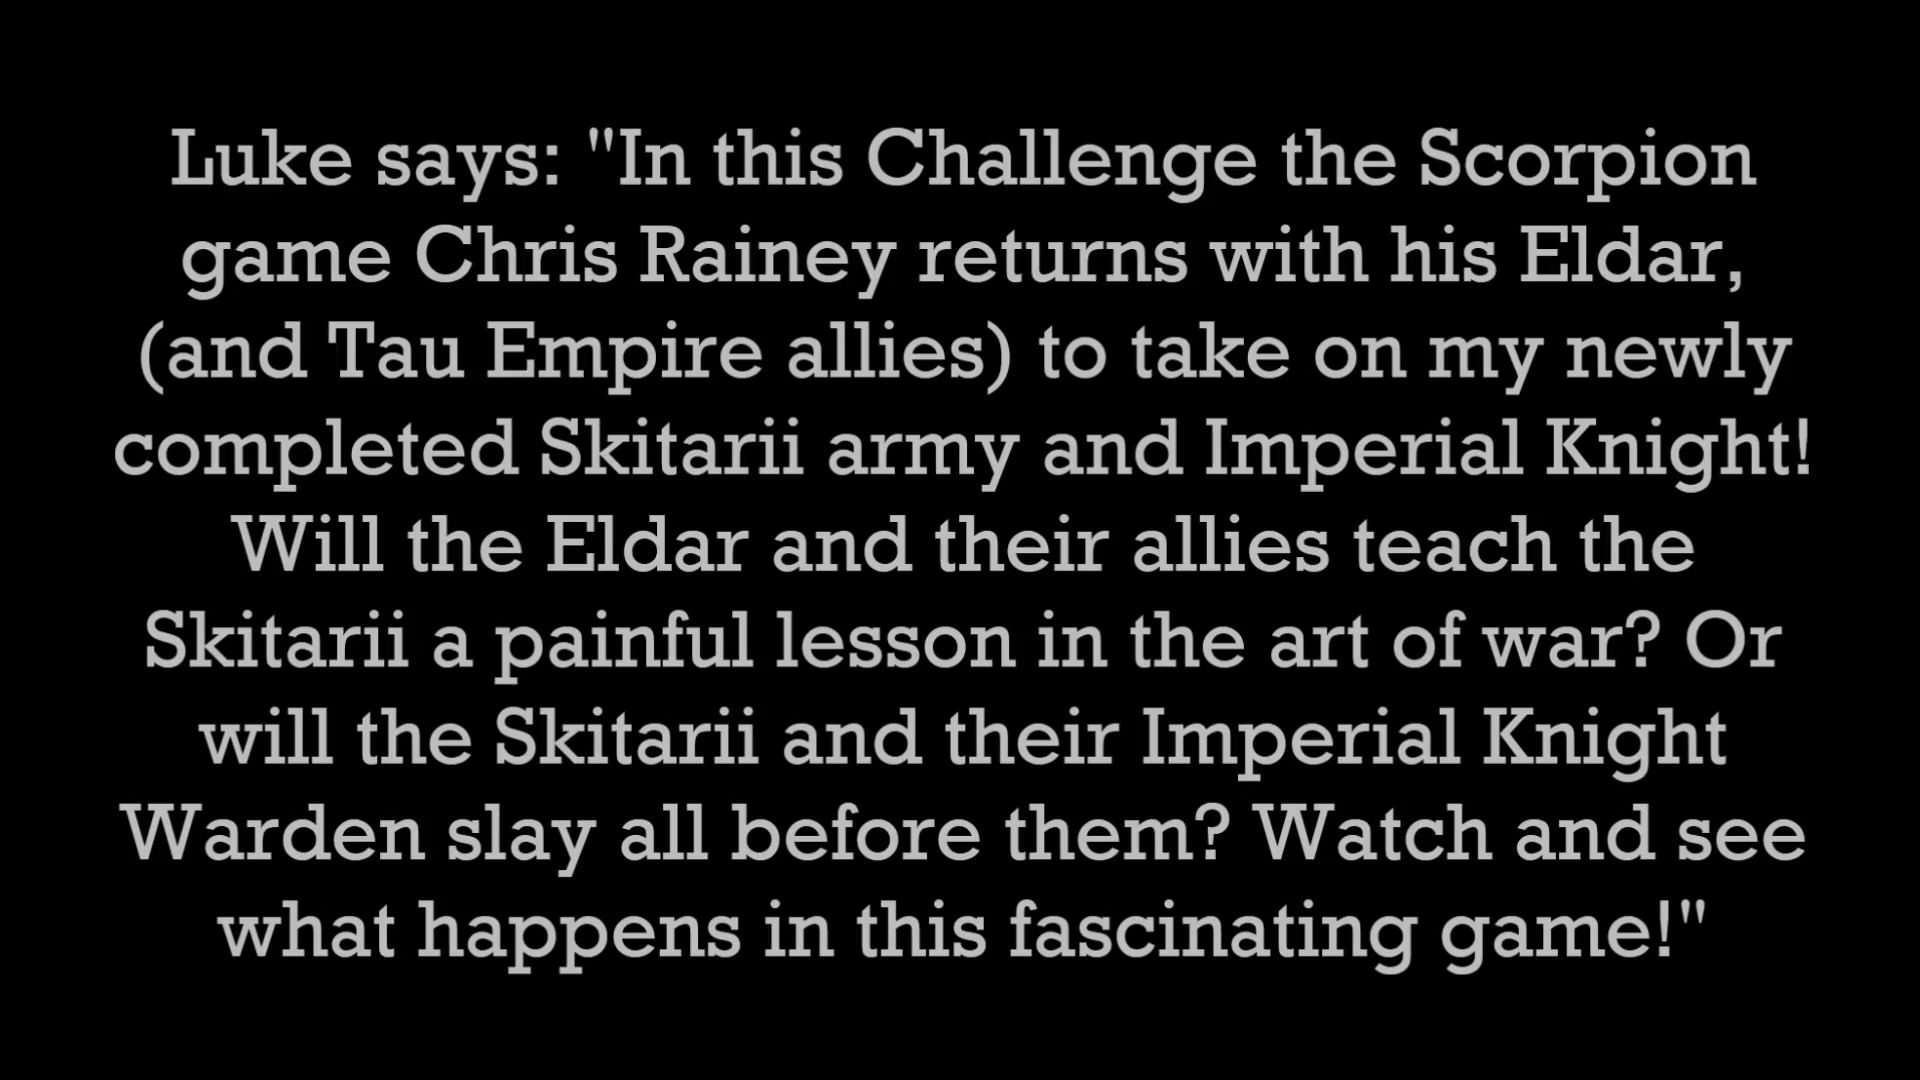 Luke says: "In this Challenge the Scorpion
game Chris Rainey returns with his Eldar,
(and Tau Empire allies) to take on my newly
completed Skitarii army and Imperial Knight!
Will the Eldar and their allies teach the
Skitarii a painful lesson in the art of war? Or
will the Skitarii and their Imperial Knight
Warden slay all before them? Watch and see
what happens in this fascinating game!"